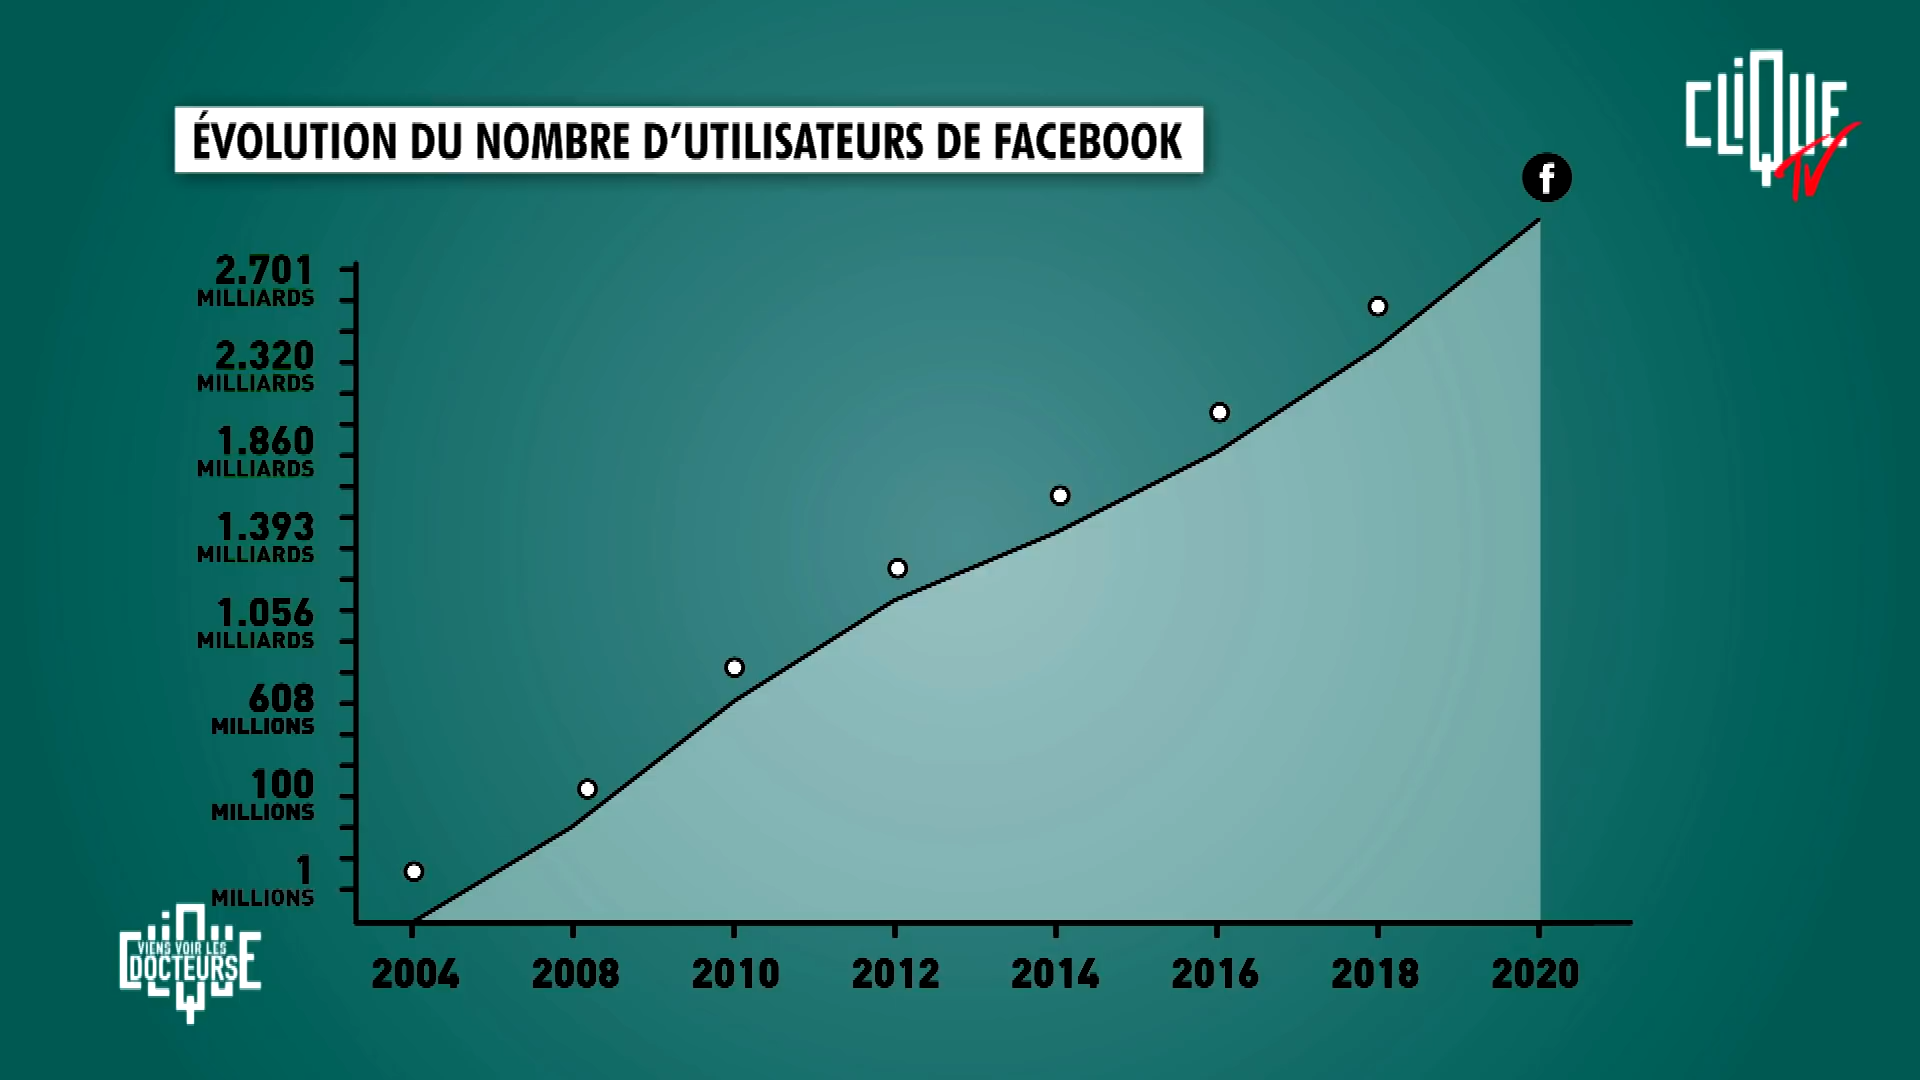 ÉVOLUTION DU NOMBRE D'UTILISATEURS DE FACEBOOK
CLIQUE
TV
f
2.701
MILLIARDS
2.320
MILLIARDS
1.860
MILLIARDS
1.393
MILLIARDS
1.056
MILLIARDS
608
MILLIONS
100
MILLIONS
1
MILLIONS
CLIQUE
VIENS VOIR LES
DOCTEURS
2004 2008 2010 2012 2014 2016 2018 2020